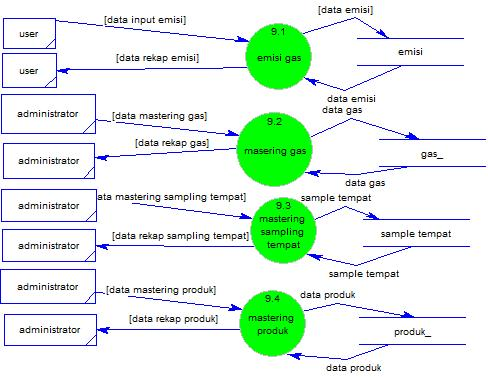 [data emisi]
[data input emisi]
user
9.1
emisi gas
emisi
[data rekap emisi]
user
data emisi
data gas
administrator
[data mastering gas]
9.2
masering gas
[data rekap gas]
gas_
administrator
data gas
ata mastering sampling tempat]
sample tempat
administrator
9.3
mastering
sampling
tempat
sample tempat
[data rekap sampling tempat]
administrator
sample tempat
administrator
[data mastering produk]
9.4
data produk
mastering
produk
[data rekap produk]
produk_
administrator
data produk